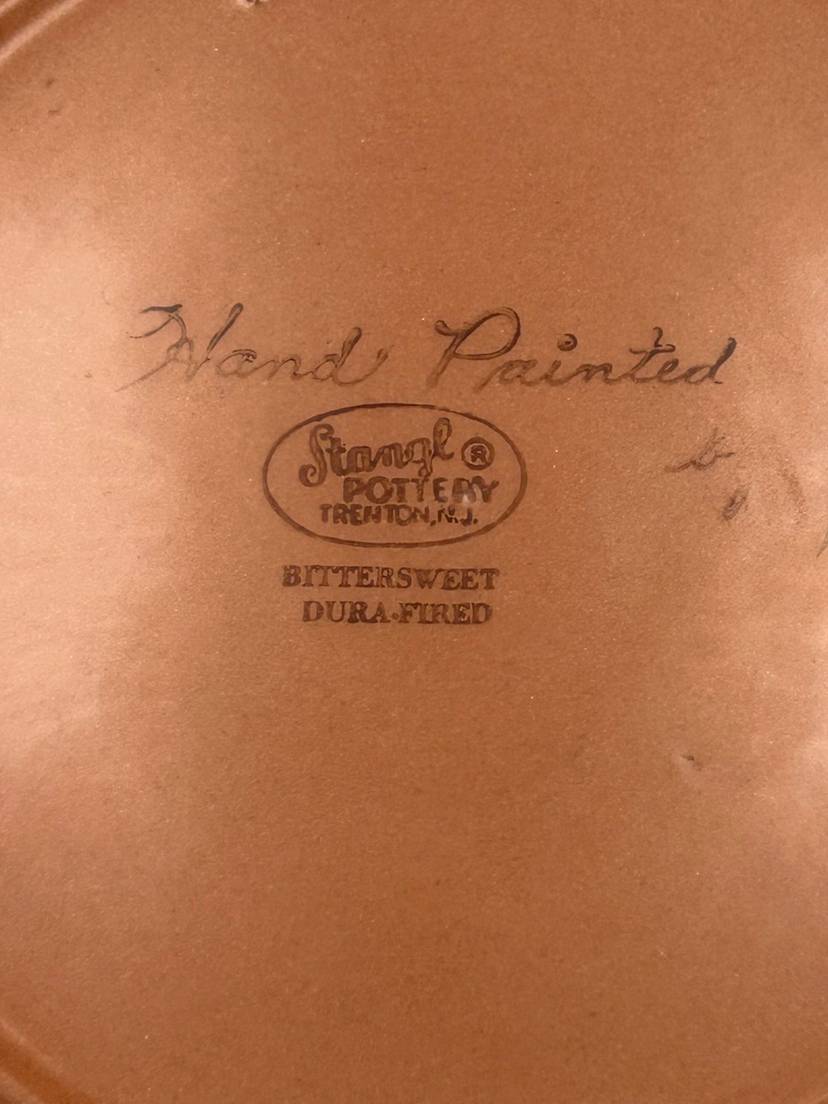 Hand Painted
Stangl ®
POTTERY
TRENTON, N.J.
BITTERSWEET
DURA-FIRED